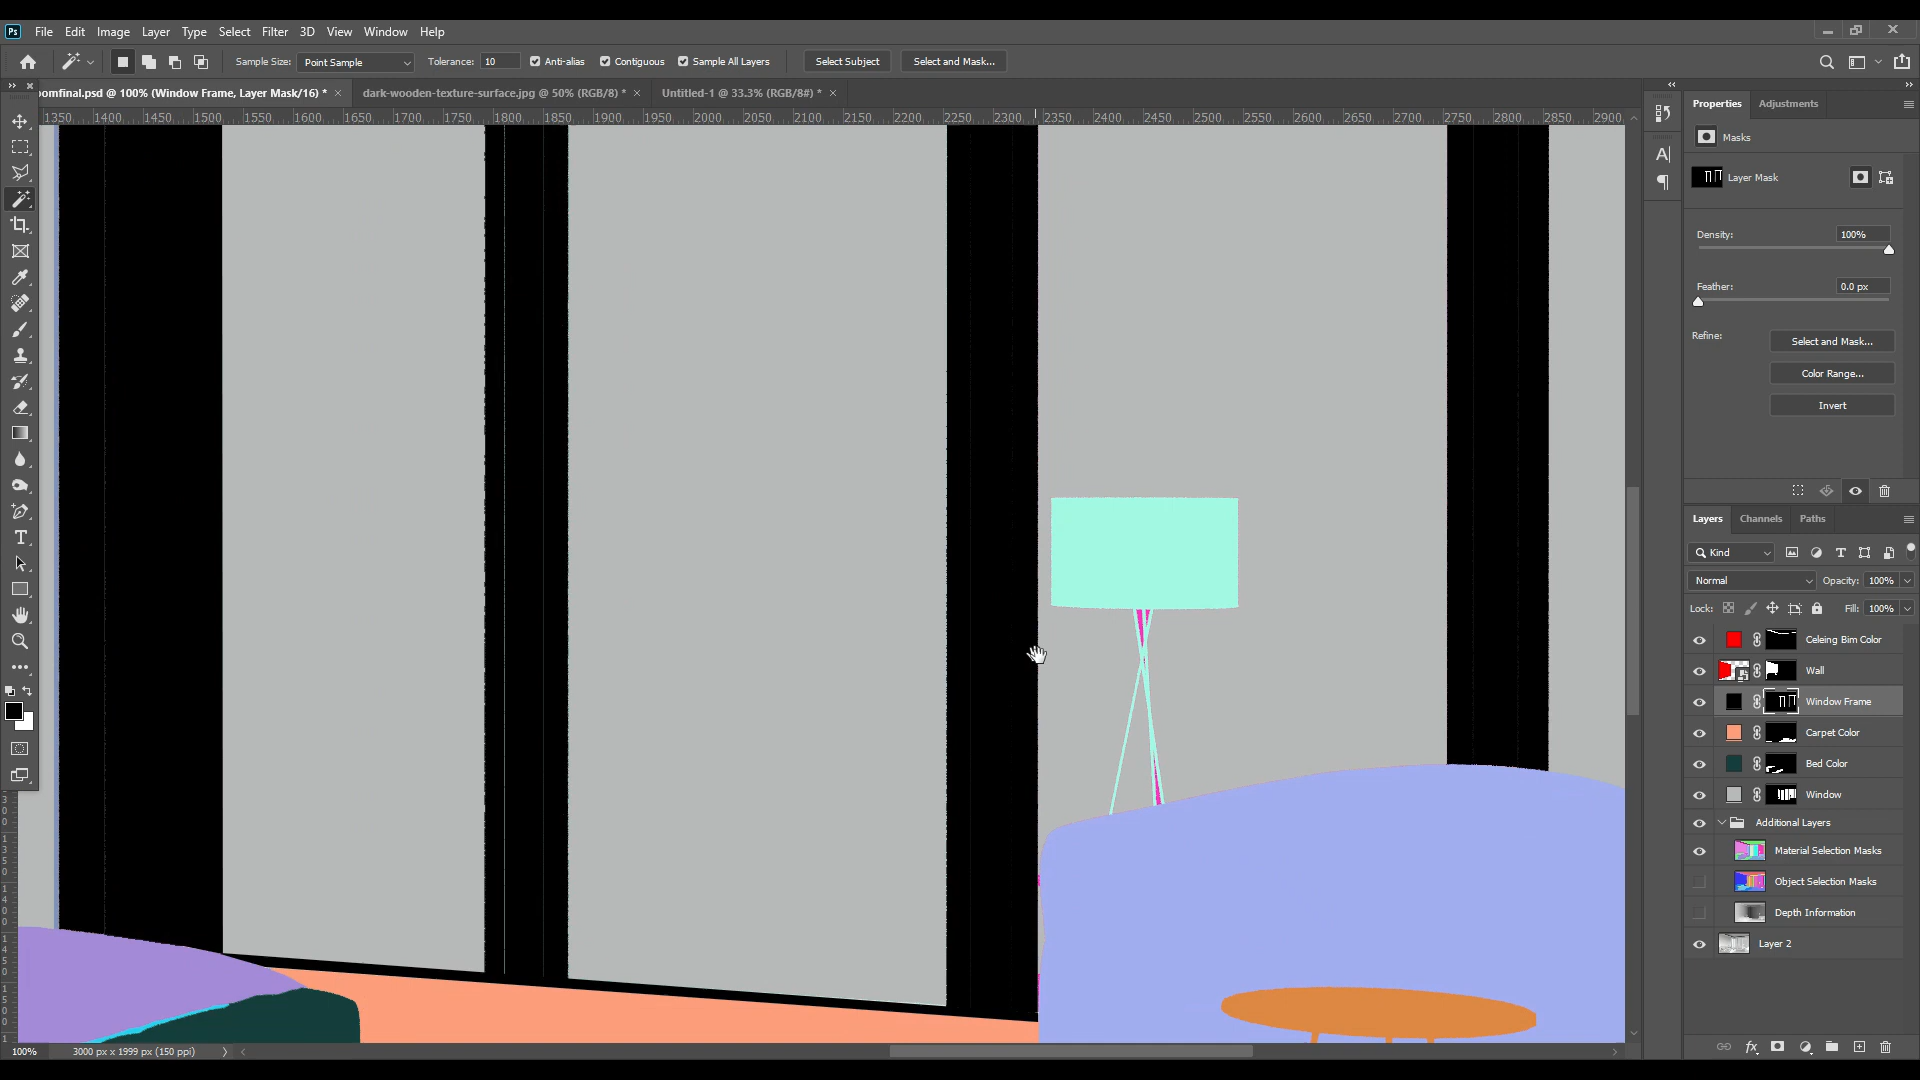 Ps File Edit Image Layer Type Select Filter 3D View Window Help
Sample Size: Point Sample Tolerance: 10 Anti-alias Contiguous Sample All Layers Select Subject Select and Mask...
oomfinal.psd @ 100% (Window Frame, Layer Mask/16) * × dark-wooden-texture-surface.jpg @ 50% (RGB/8) * × Untitled-1 @ 33.3% (RGB/8#) * ×
1350 1400 1450 1500 1550 1600 1650 1700 1750 1800 1850 1900 1950 2000 2050 2100 2150 2200 2250 2300 2350 2400 2450 2500 2550 2600 2650 2700 2750 2800 2850 2900
Properties Adjustments
Masks
Layer Mask
Density: 100%
Feather: 0.0 px
Refine: Select and Mask...
Color Range...
Invert
Layers Channels Paths
Kind
Normal Opacity: 100%
Lock: Fill: 100%
Celeing Bim Color
Wall
Window Frame
Carpet Color
Bed Color
Window
Additional Layers
Material Selection Masks
Object Selection Masks
Depth Information
Layer 2
100% 3000 px x 1999 px (150 ppi)